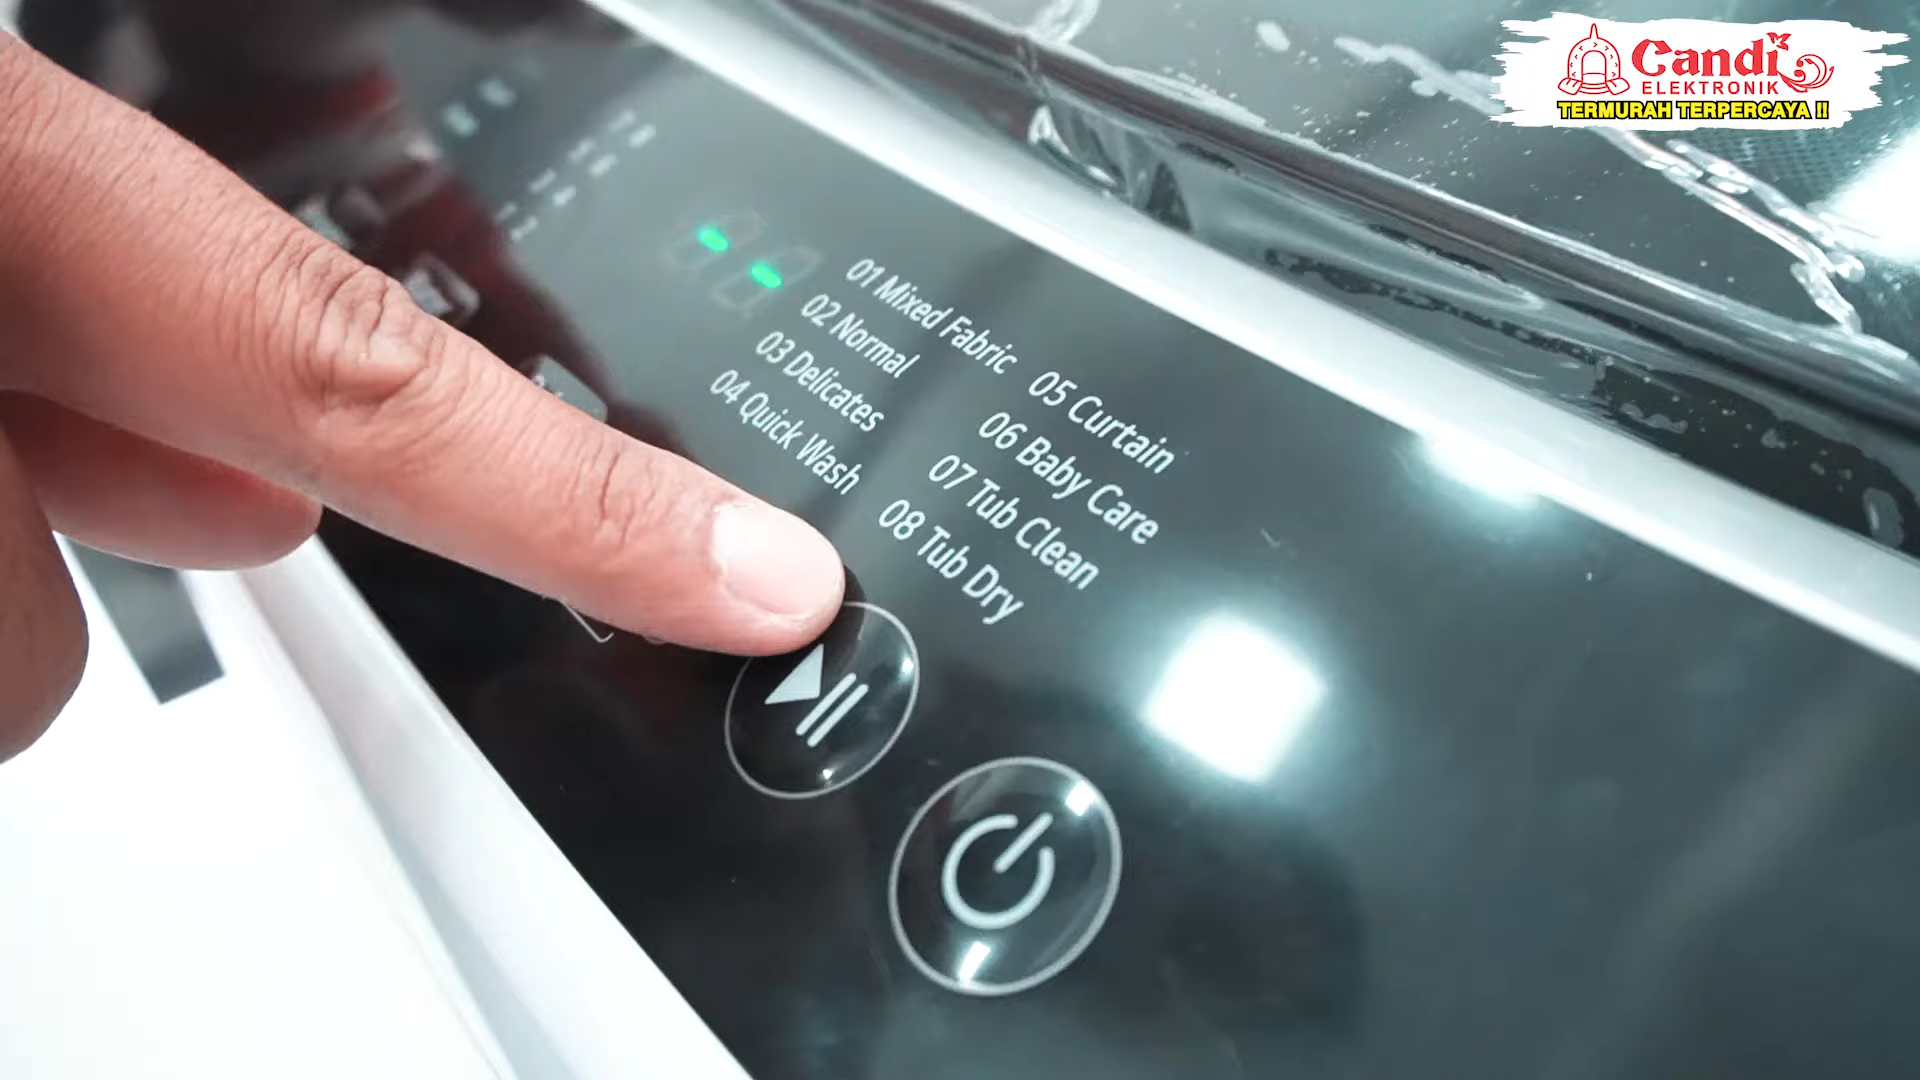 Candi
ELEKTRONIK
TERMURAH TERPERCAYA !!
01 Mixed Fabric
02 Normal
03 Delicates
04 Quick Wash
05 Curtain
06 Baby Care
07 Tub Clean
08 Tub Dry